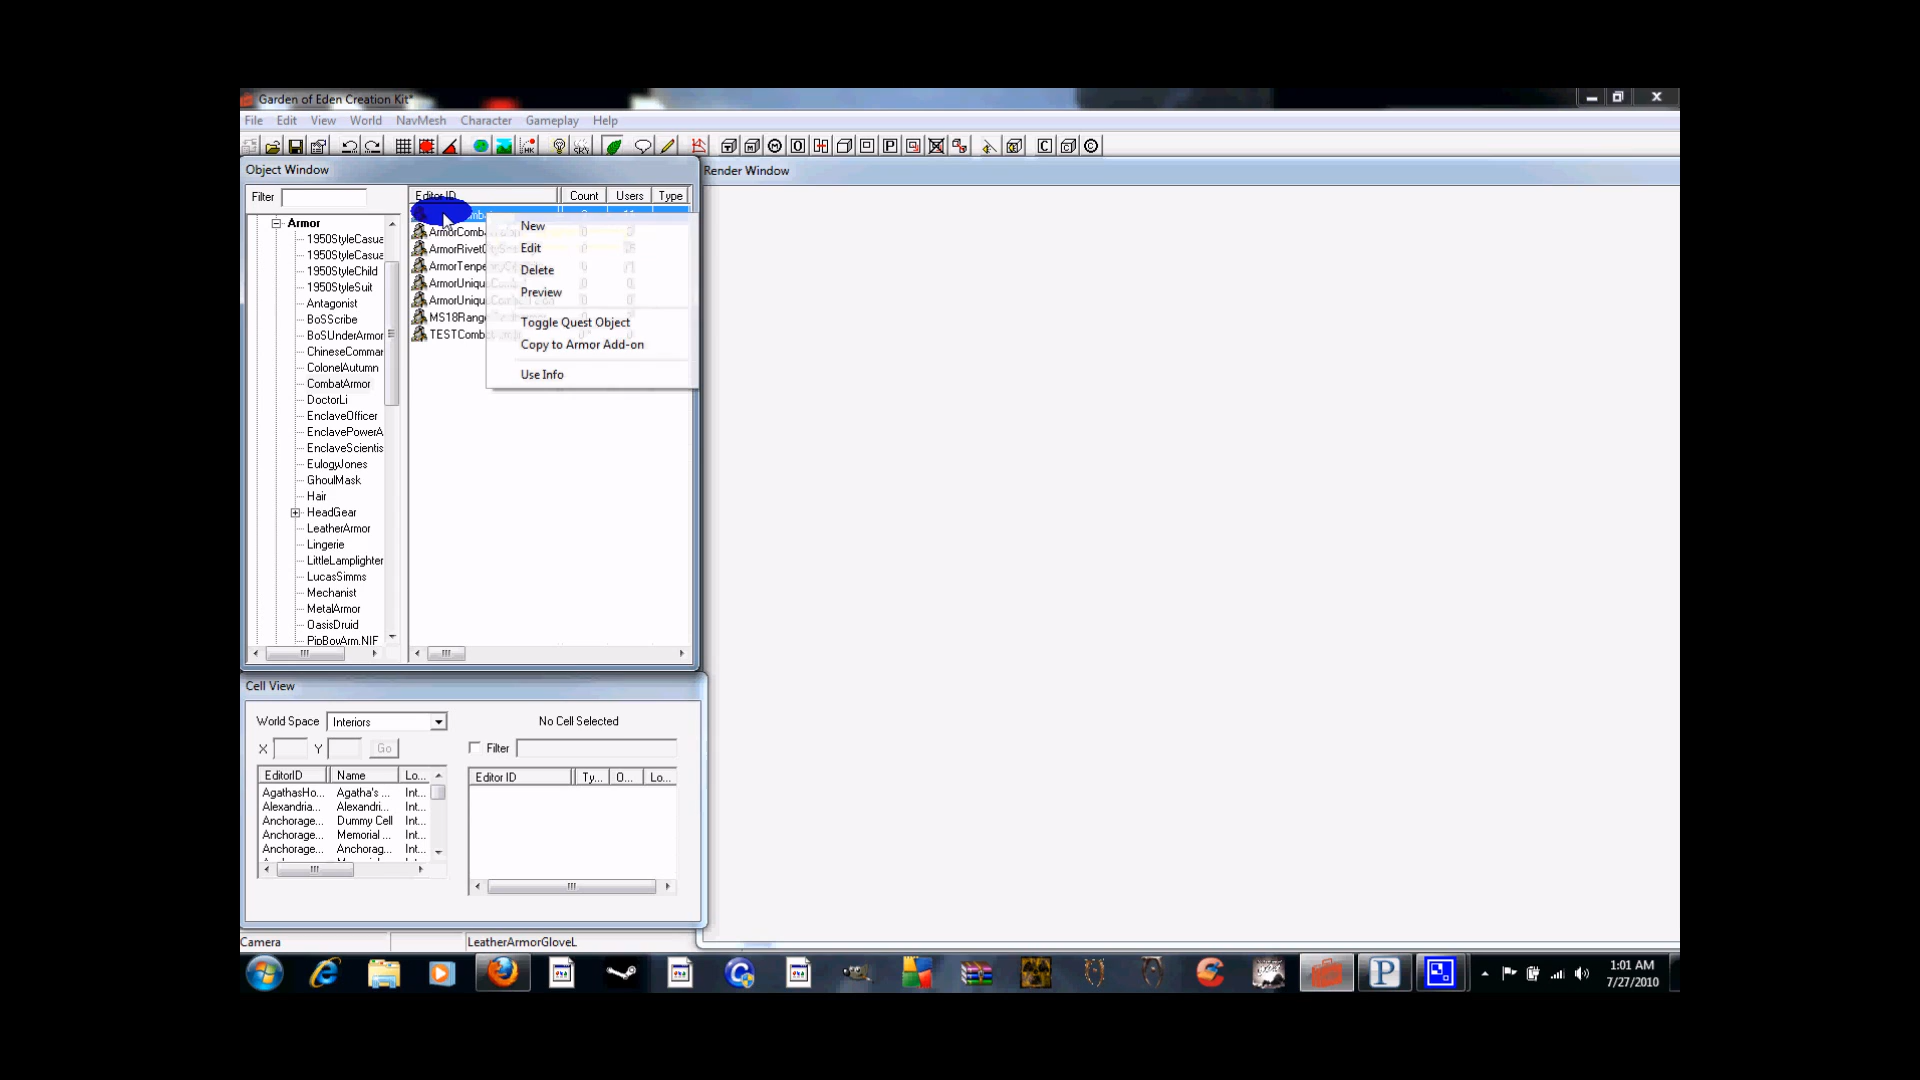 Garden of Eden Creation Kit*
File Edit View World NavMesh Character Gameplay Help
Object Window
Render Window
Filter
Editor ID Count Users Type
Armor
1950StyleCasua
1950StyleCasua
1950StyleChild
1950StyleSuit
Antagonist
BoSScribe
BoSUnderArmor
ChineseCommar
ColonelAutumn
CombatArmor
DoctorLi
EnclaveOfficer
EnclavePowerA
EnclaveScientis
EulogyJones
GhoulMask
Hair
HeadGear
LeatherArmor
Lingerie
LittleLamplighter
LucasSimms
Mechanist
MetalArmor
OasisDruid
PipBoyArm.NIF
ArmorComb
ArmorRivet
ArmorTenpe
ArmorUniqu
ArmorUniqu
MS18Rang
TESTComb
New
Edit
Delete
Preview
Toggle Quest Object
Copy to Armor Add-on
Use Info
Cell View
World Space Interiors
No Cell Selected
X Y Go
Filter
EditorID Name Lo...
AgathasHo... Agatha's ... Int...
Alexandria... Alexandri... Int...
Anchorage... Dummy Cell Int...
Anchorage... Memorial ... Int...
Anchorage... Anchorag... Int...
Editor ID Ty... O... Lo...
Camera
LeatherArmorGloveL
1:01 AM
7/27/2010